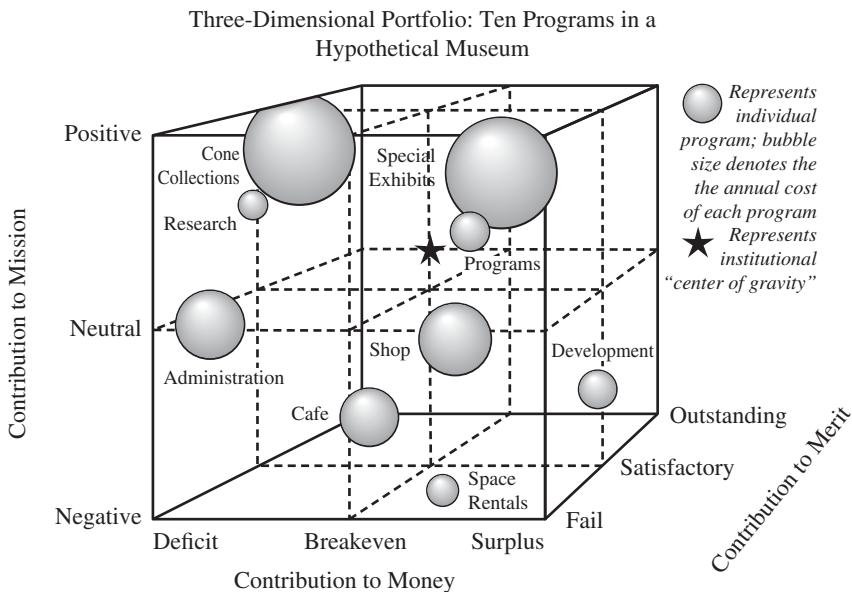 Three-Dimensional Portfolio: Ten Programs in a
Hypothetical Museum
Positive
Cone
Collections
Special
Exhibits
Research
Programs
Represents
individual
program; bubble
size denotes the
the annual cost
of each program
Represents
institutional
“center of gravity”
Contribution to Mission
Neutral
Administration
Shop
Development
Cafe
Outstanding
Satisfactory
Space
Rentals
Negative
Fail
Contribution to Merit
Deficit
Breakeven
Surplus
Contribution to Money